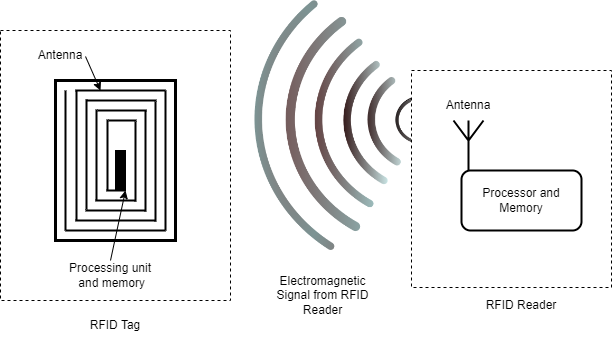 Antenna
Processing unit
and memory
RFID Tag
Electromagnetic
Signal from RFID
Reader
Antenna
Processor and
Memory
RFID Reader